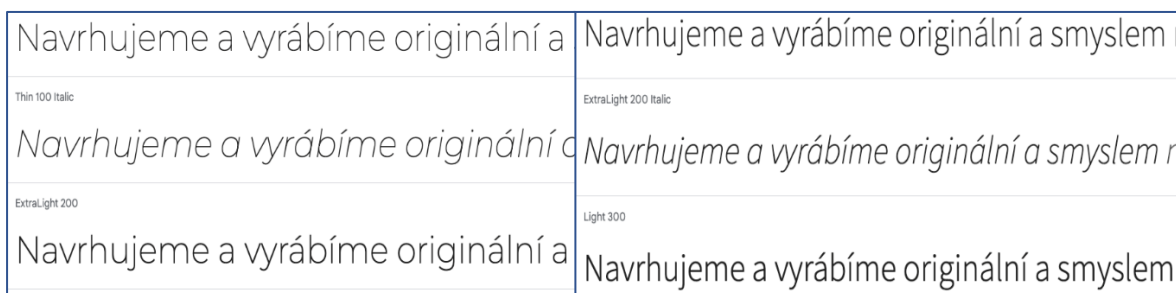 Navrhujeme a vyrábíme originální a
Thin 100 Italic
Navrhujeme a vyrábíme originální
ExtraLight 200
Navrhujeme a vyrábíme originální a
Navrhujeme a vyrábíme originální a smyslem
ExtraLight 200 Italic
Navrhujeme a vyrábíme originální a smyslem
Light 300
Navrhujeme a vyrábíme originální a smyslem